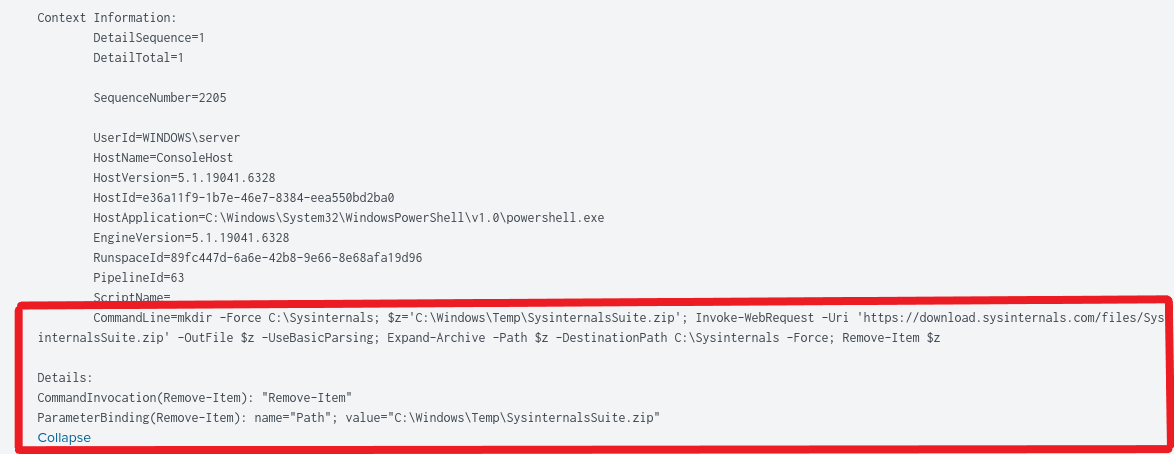 Context Information:
DetailSequence=1
DetailTotal=1
SequenceNumber=2205
UserId=WINDOWS\server
HostName=ConsoleHost
HostVersion=5.1.19041.6328
HostId=e36a11f9-1b7e-46e7-8384-eea550bd2ba0
HostApplication=C:\Windows\System32\WindowsPowerShell\v1.0\powershell.exe
EngineVersion=5.1.19041.6328
RunspaceId=89fc447d-6a6e-42b8-9e66-8e68afa19d96
PipelineId=63
ScriptName=
CommandLine=mkdir -Force C:\Sysinternals; $z='C:\Windows\Temp\SysinternalsSuite.zip'; Invoke-WebRequest -Uri 'https://download.sysinternals.com/files/Sys
internalsSuite.zip' -OutFile $z -UseBasicParsing; Expand-Archive -Path $z -DestinationPath C:\Sysinternals -Force; Remove-Item $z
Details:
CommandInvocation(Remove-Item): "Remove-Item"
ParameterBinding(Remove-Item): name="Path"; value="C:\Windows\Temp\SysinternalsSuite.zip"
Collapse